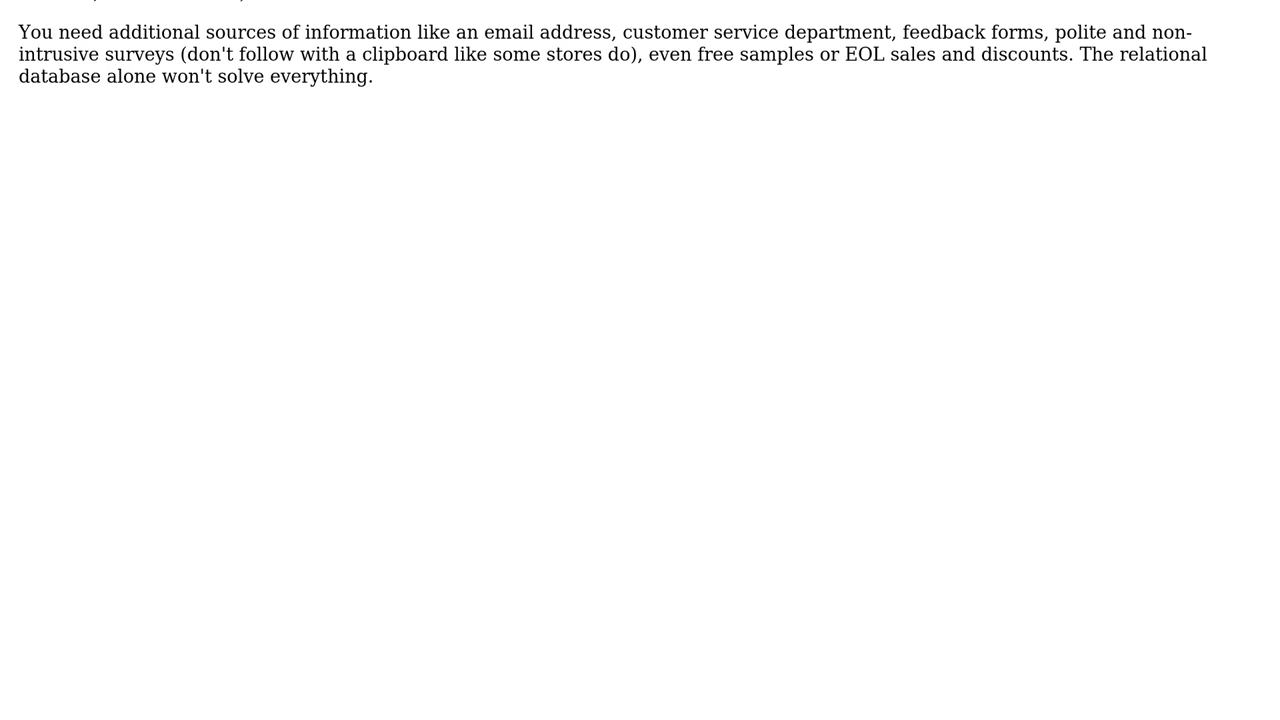 You need additional sources of information like an email address, customer service department, feedback forms, polite and non-
intrusive surveys (don't follow with a clipboard like some stores do), even free samples or EOL sales and discounts. The relational
database alone won't solve everything.